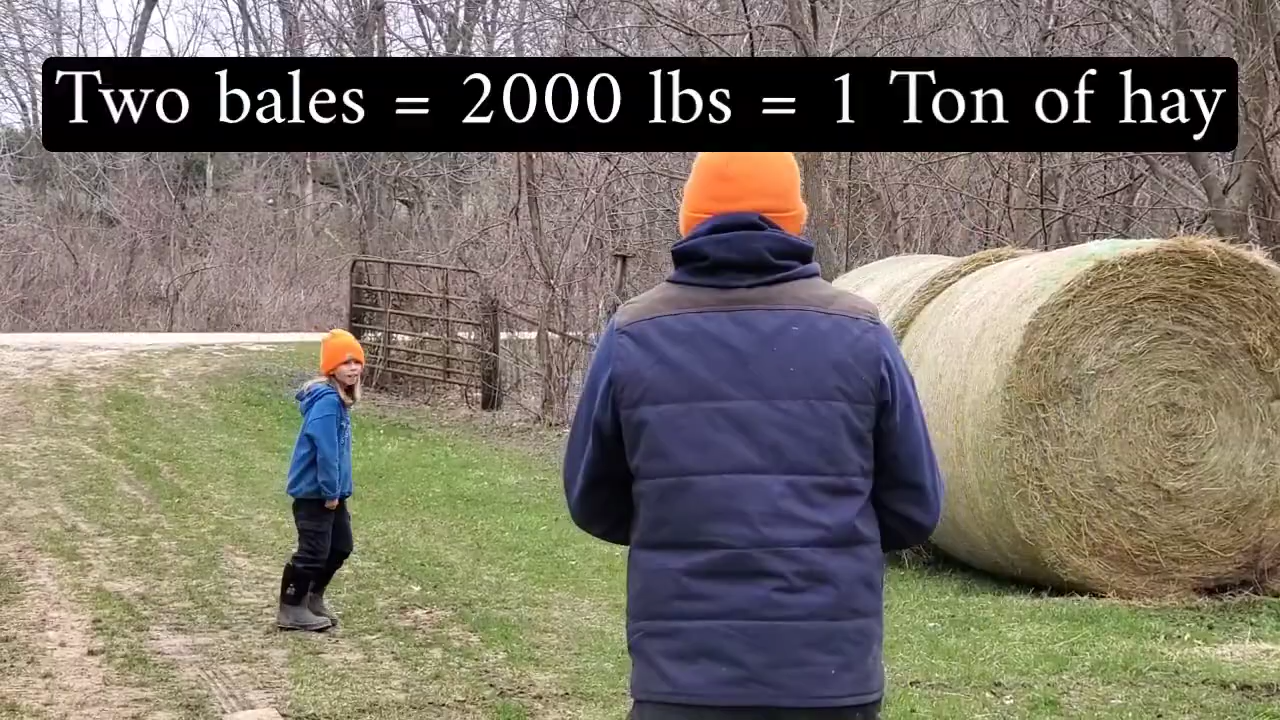 Two bales = 2000 lbs = 1 Ton of hay